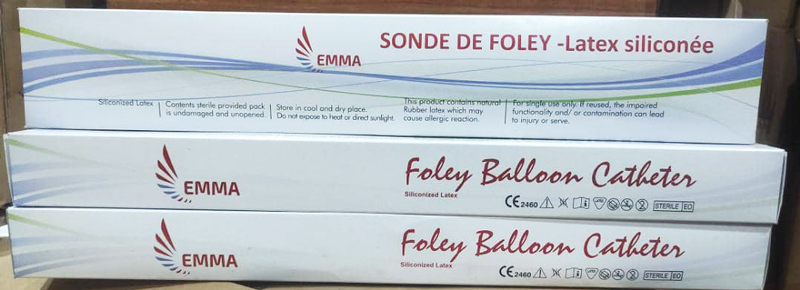 SONDE DE FOLEY -Latex siliconée
EMMA
Siliconized Latex
Contents sterile provided pack
is undamaged and unopened.
Store in cool and dry place.
Do not expose to heat or direct sunlight.
This product contains natural
Rubber latex which may
cause allergic reaction.
For single use only. If reused, the impaired
functionality and/ or contamination can lead
to injury or serve.
EMMA
Foley Balloon Catheter
Siliconized Latex
CE 2460
STERILE EO
EMMA
Foley Balloon Catheter
Siliconized Latex
CE 2460
STERILE EO